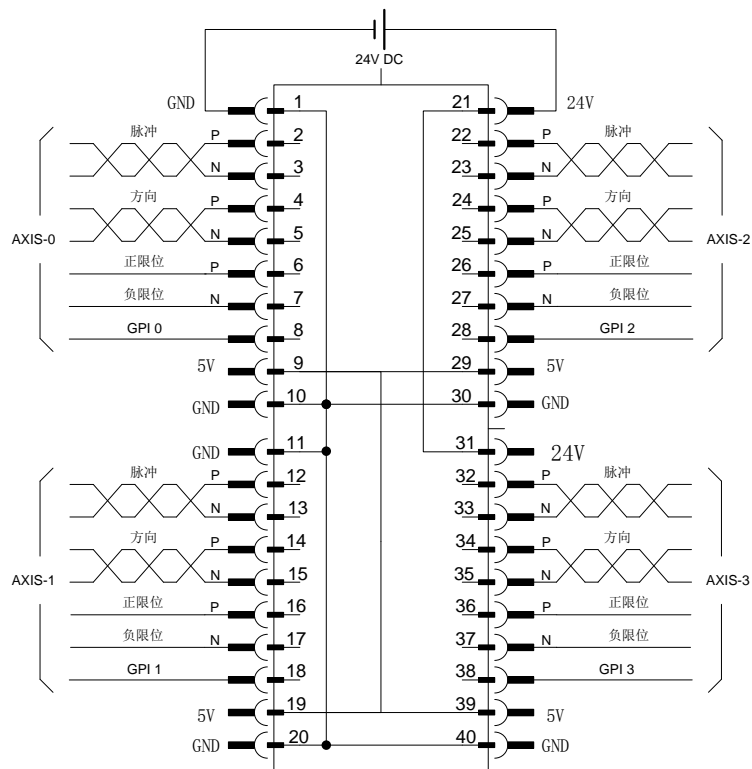 24V DC
GND 1 21 24V
脉冲 P 2 22 P 脉冲
N 3 23 N
方向 P 4 24 P 方向
AXIS-0 N 5 25 N AXIS-2
正限位 P 6 26 P 正限位
负限位 N 7 27 N 负限位
GPI 0 8 28 GPI 2
5V 9 29 5V
GND 10 30 GND
GND 11 31 24V
脉冲 P 12 32 P 脉冲
N 13 33 N
方向 P 14 34 P 方向
AXIS-1 N 15 35 N AXIS-3
正限位 P 16 36 P 正限位
负限位 N 17 37 N 负限位
GPI 1 18 38 GPI 3
5V 19 39 5V
GND 20 40 GND